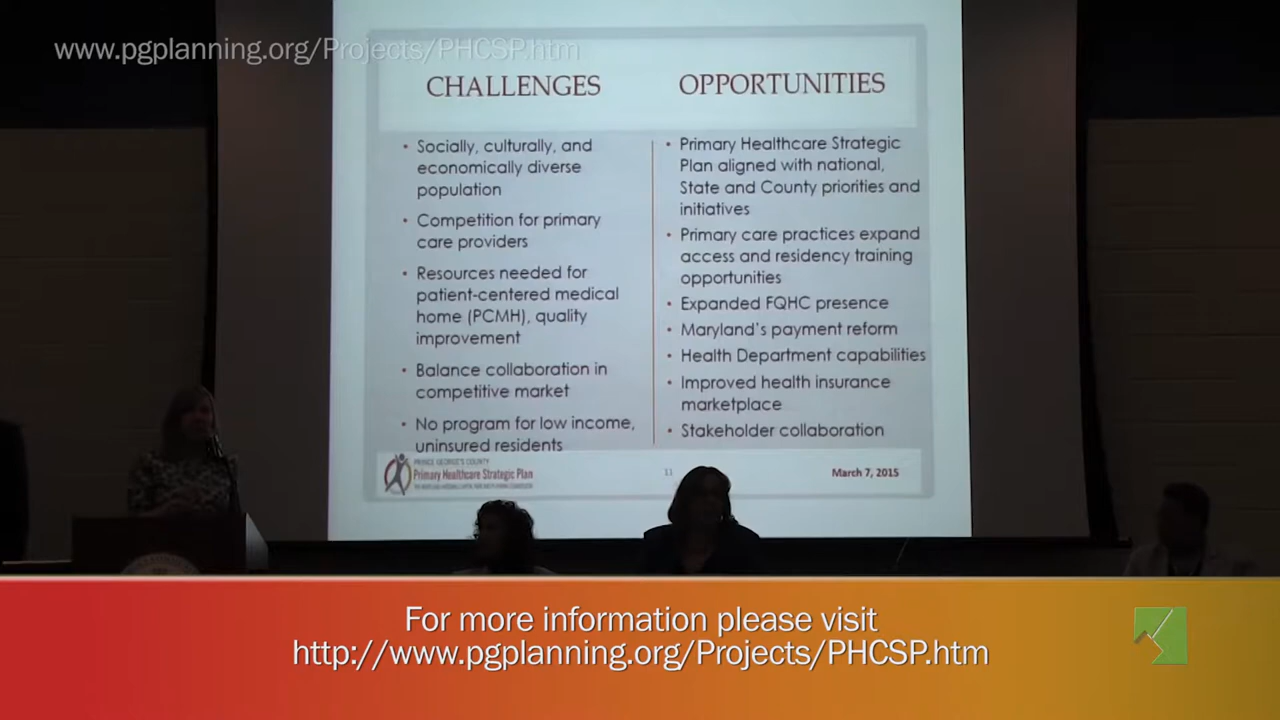 www.pgplanning.org/Projects/PHCSP.htm
CHALLENGES
• Socially, culturally, and
economically diverse
population
• Competition for primary
care providers
• Resources needed for
patient-centered medical
home (PCMH), quality
improvement
• Balance collaboration in
competitive market
• No program for low income,
uninsured residents
OPPORTUNITIES
• Primary Healthcare Strategic
Plan aligned with national,
State and County priorities and
initiatives
• Primary care practices expand
access and residency training
opportunities
• Expanded FQHC presence
• Maryland's payment reform
• Health Department capabilities
• Improved health insurance
marketplace
• Stakeholder collaboration
PRINCE GEORGE'S COUNTY
Primary Healthcare Strategic Plan
11
March 7, 2015
For more information please visit
http://www.pgplanning.org/Projects/PHCSP.htm